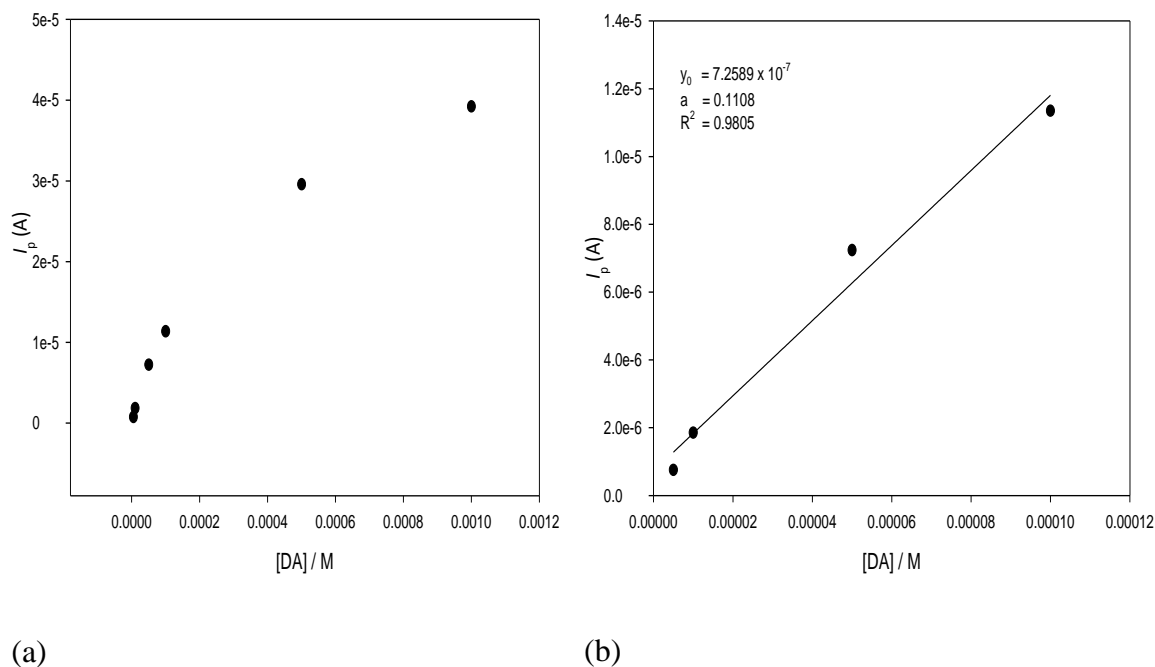 5e-5
4e-5
3e-5
2e-5
1e-5
0
I p (A)
0.0000 0.0002 0.0004 0.0006 0.0008 0.0010 0.0012
[DA] / M
(a)
1.4e-5
1.2e-5
1.0e-5
8.0e-6
6.0e-6
4.0e-6
2.0e-6
0.0
I p (A)
y0 = 7.2589 x 10-7
a = 0.1108
R2 = 0.9805
0.00000 0.00002 0.00004 0.00006 0.00008 0.00010 0.00012
[DA] / M
(b)